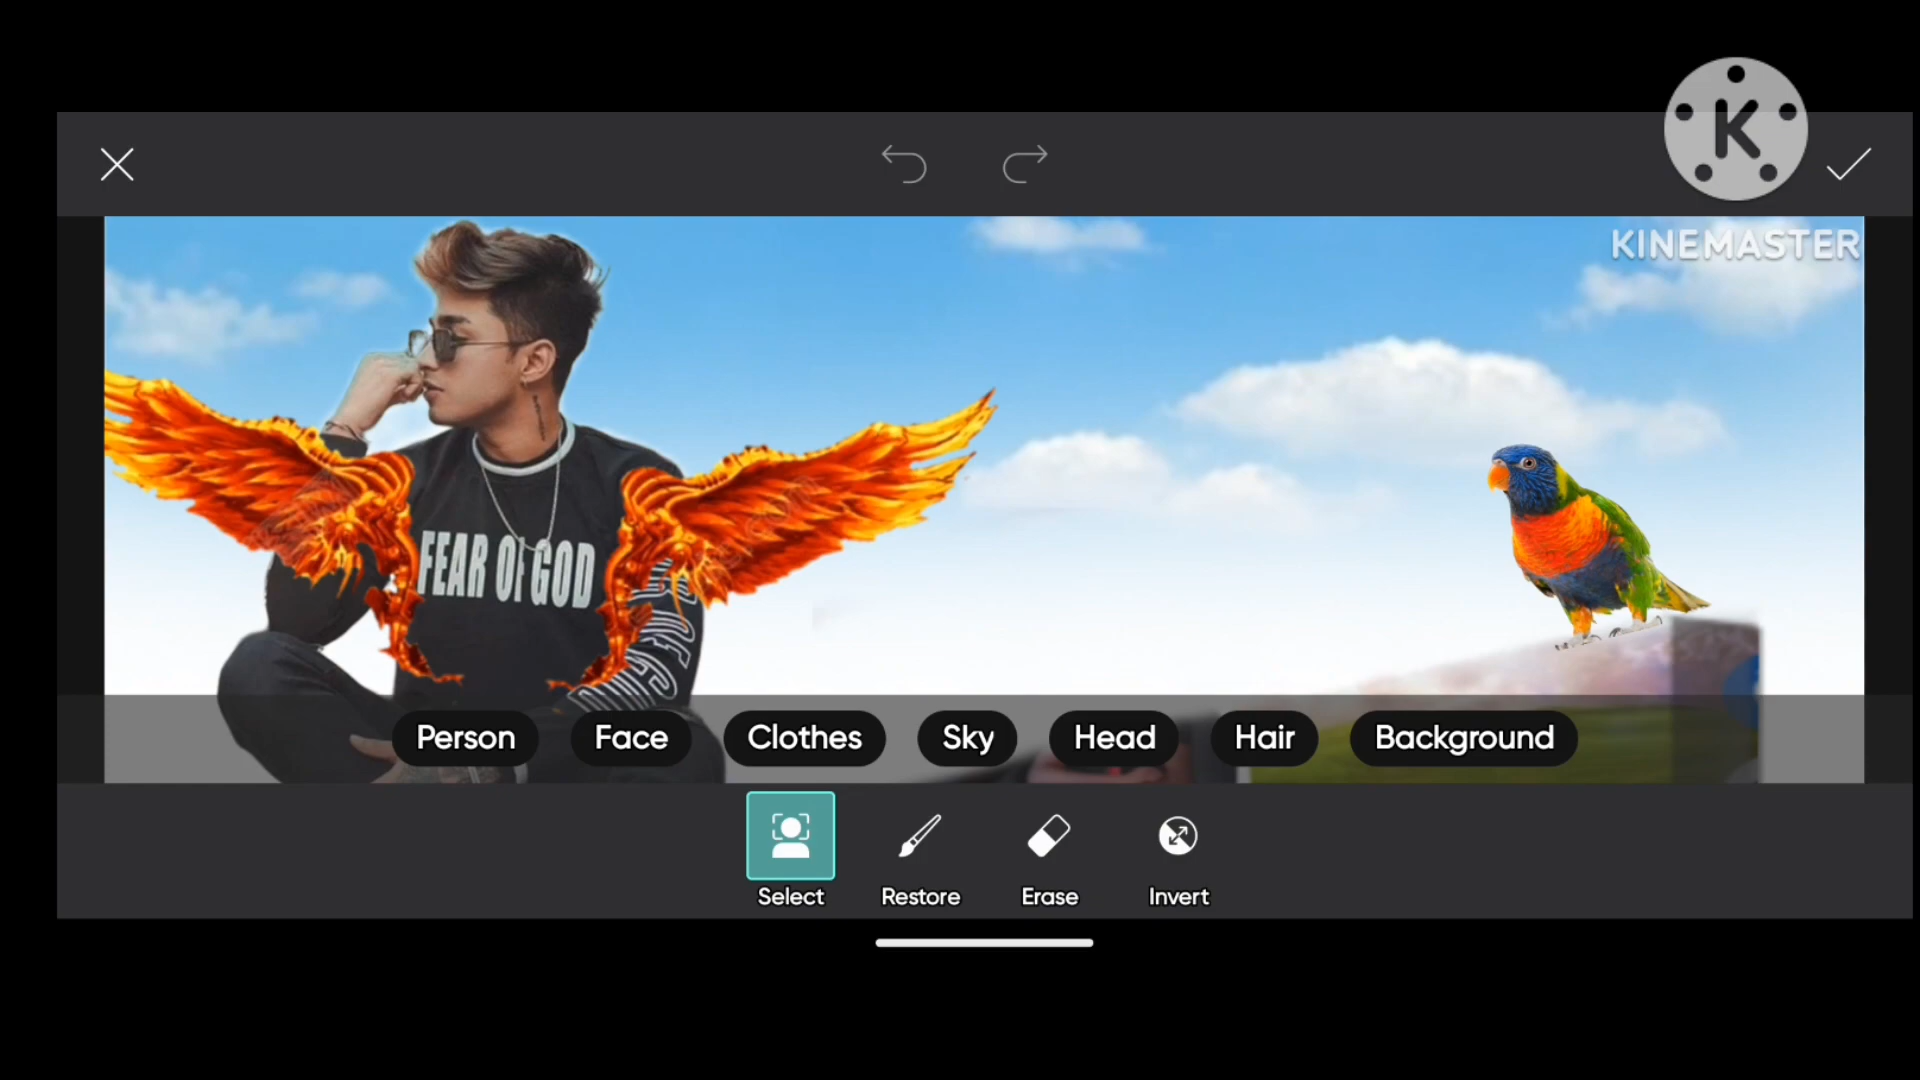 K
KINEMASTER
FEAR OF GOD
Person Face Clothes Sky Head Hair Background
Select Restore Erase Invert